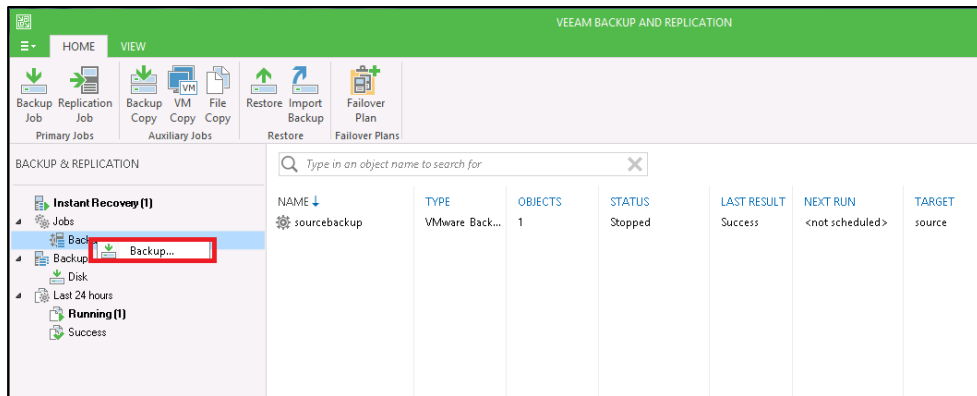 VEEAM BACKUP AND REPLICATION
HOME VIEW
Backup Replication Backup VM File Restore Import Failover
Job Job Copy Copy Copy Backup Plan
Primary Jobs Auxiliary Jobs Restore Failover Plans
BACKUP & REPLICATION
Type in an object name to search for
Instant Recovery (1)
Jobs
Backu
Backup...
Backup
Disk
Last 24 hours
Running (1)
Success
NAME TYPE OBJECTS STATUS LAST RESULT NEXT RUN TARGET
sourcebackup VMware Back... 1 Stopped Success <not scheduled> source